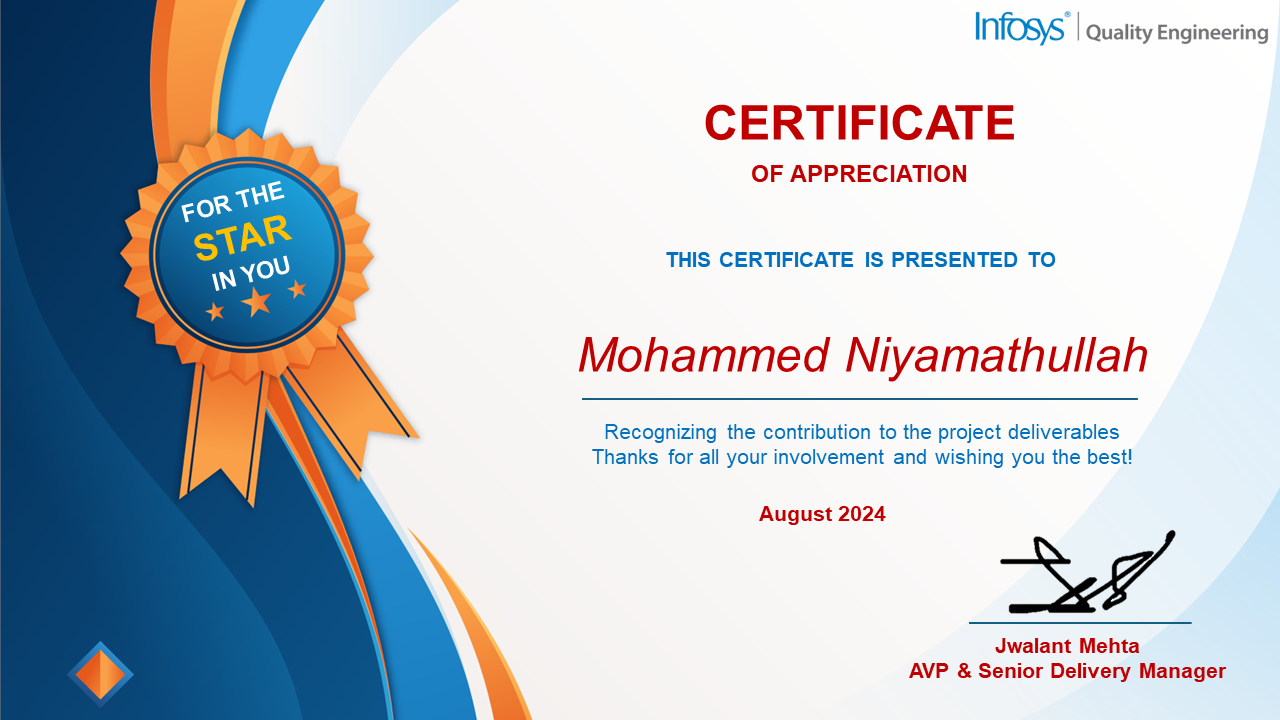 Infosys® | Quality Engineering
CERTIFICATE
OF APPRECIATION
FOR THE
STAR
IN YOU
THIS CERTIFICATE IS PRESENTED TO
Mohammed Niyamathullah
Recognizing the contribution to the project deliverables
Thanks for all your involvement and wishing you the best!
August 2024
Jwalant Mehta
AVP & Senior Delivery Manager